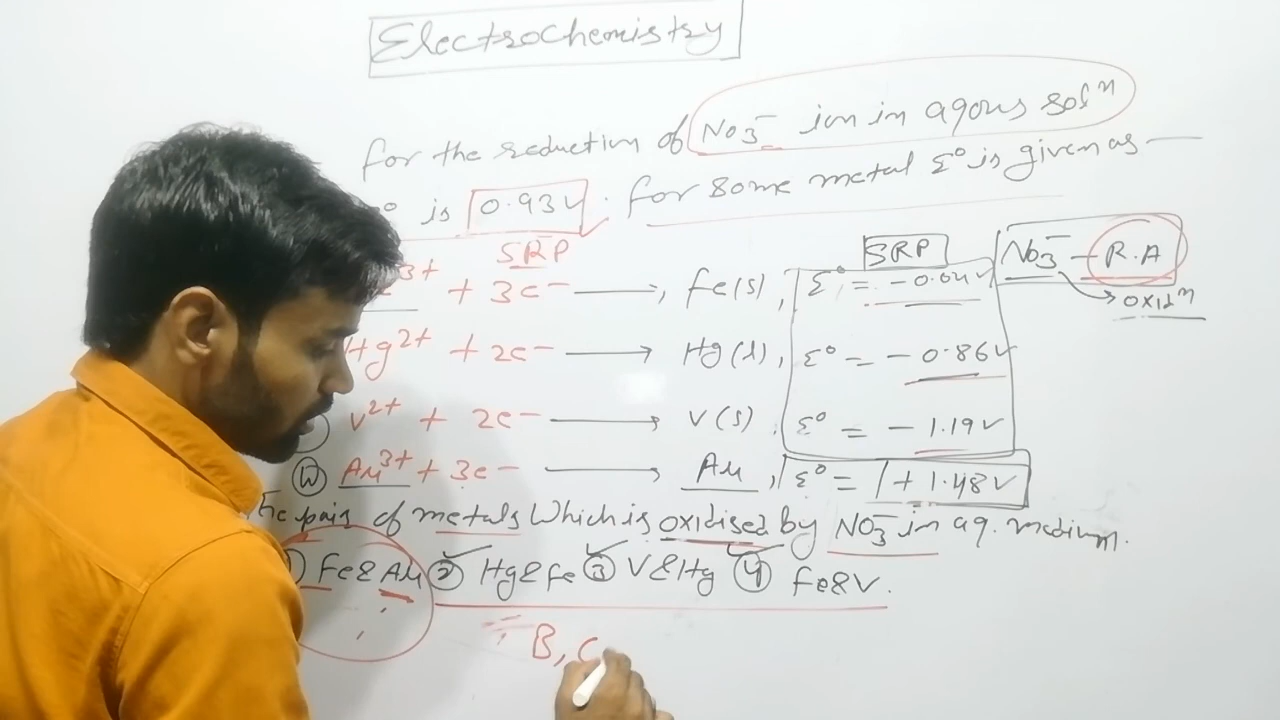 Electrochemistry
For the reduction of NO3⁻ ion in aqous solⁿ
° is 0.93V. For some metal Ɛ° is given as —
SRP
SRP
NO3⁻ — R.A
oxidⁿ
3+ + 3e⁻ → Fe(s), Ɛ° = - 0.04V
Hg²⁺ + 2e⁻ → Hg(l), Ɛ° = - 0.86V
V²⁺ + 2e⁻ → V(s), Ɛ° = - 1.19V
Au³⁺ + 3e⁻ → Au, Ɛ° = + 1.48V
The pair of metals which is oxidised by NO3⁻ in aq. medium.
1) Fe & Au 2 Hg & Fe 3 V & Hg 4 Fe & V.
B, C